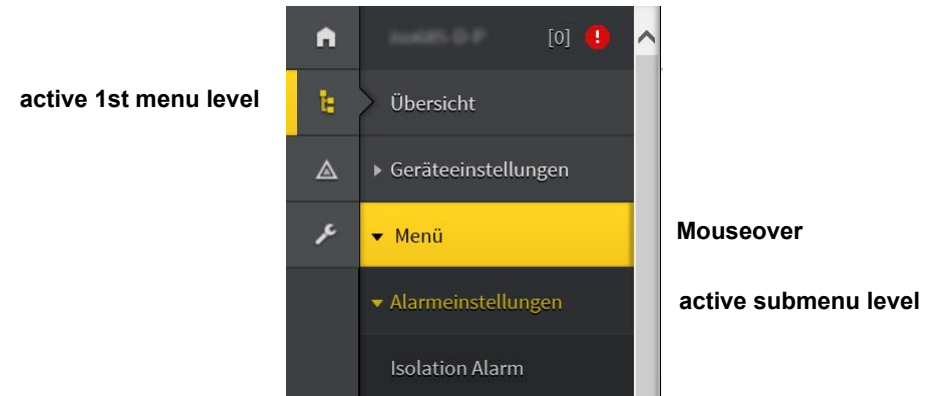 [0] !
active 1st menu level
Übersicht
Geräteeinstellungen
Menü
Mouseover
Alarmeinstellungen
active submenu level
Isolation Alarm